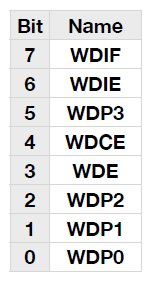 Bit Name
7 WDIF
6 WDIE
5 WDP3
4 WDCE
3 WDE
2 WDP2
1 WDP1
0 WDP0